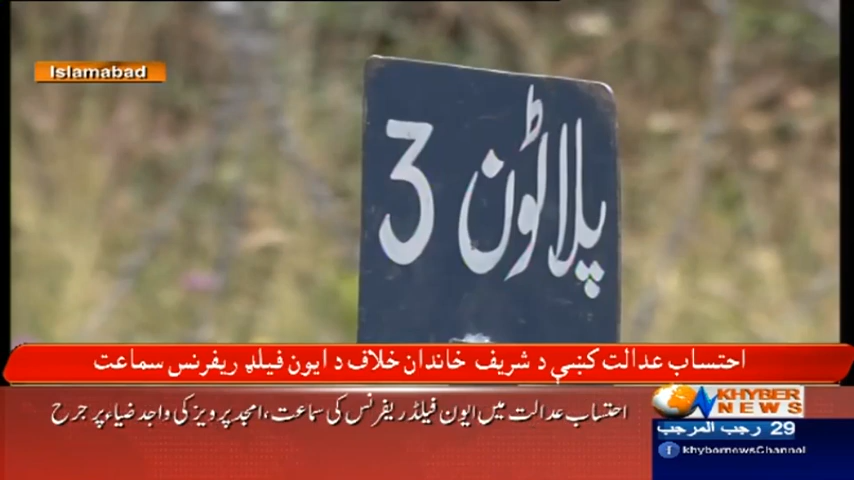 Islamabad
پلاٹون 3
احتساب عدالت کښې د شریف خاندان خلاف د ایون فیلډ ریفرنس سماعت
احتساب عدالت میں ایون فیلڈ ریفرنس کی سماعت، امجد پرویز کی واجد ضیاء پر جرح
KHYBER
NEWS
29 رجب المرجب
khybernewsChannel